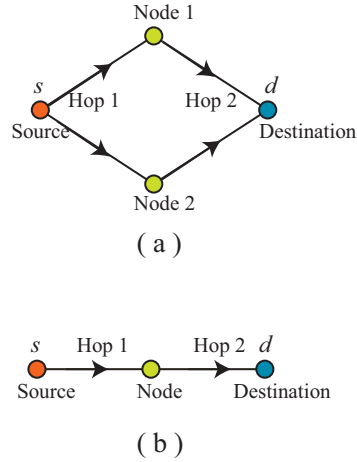 Node 1
s
d
Hop 1
Hop 2
Source
Destination
Node 2
( a )
s
Hop 1
Hop 2
d
Source
Node
Destination
( b )